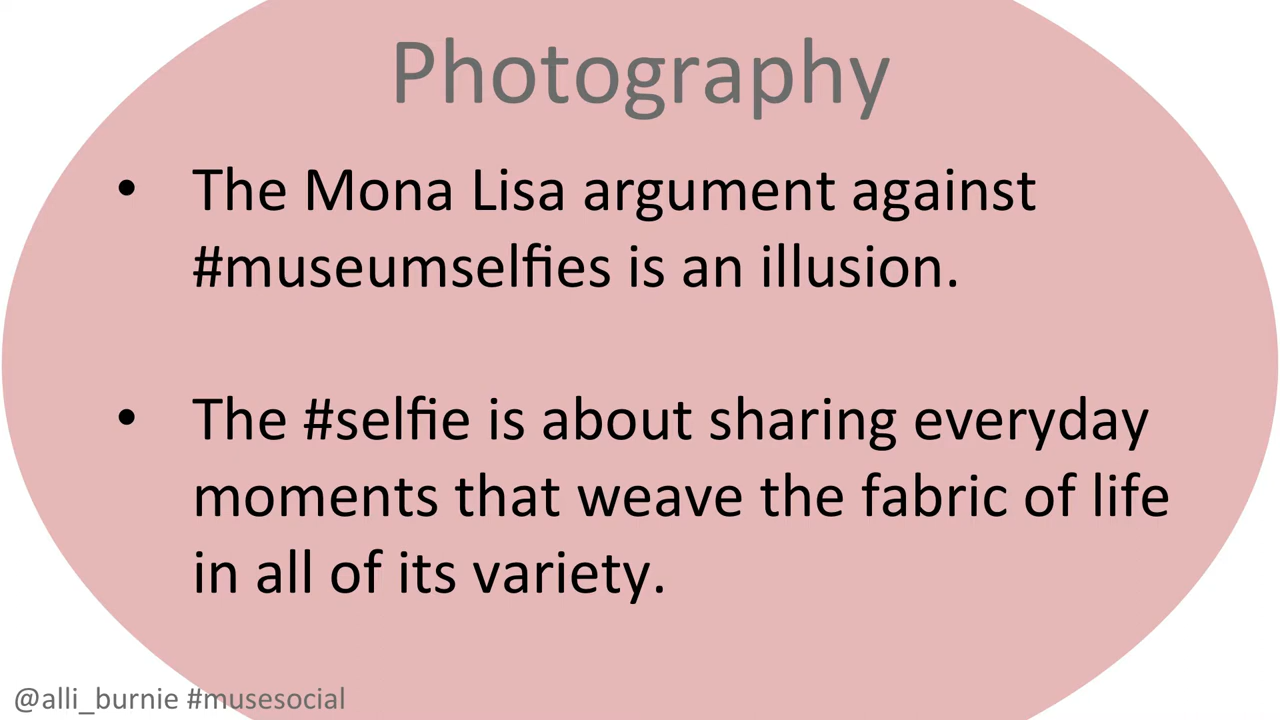 Photography
• The Mona Lisa argument against
#museumselfies is an illusion.
• The #selfie is about sharing everyday
moments that weave the fabric of life
in all of its variety.
@alli_burnie #musesocial